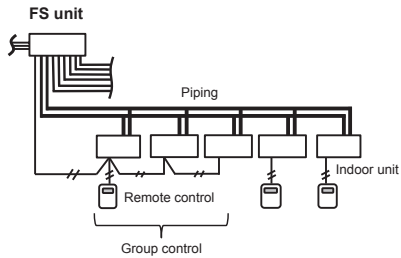 FS unit
Piping
Indoor unit
Remote control
Group control